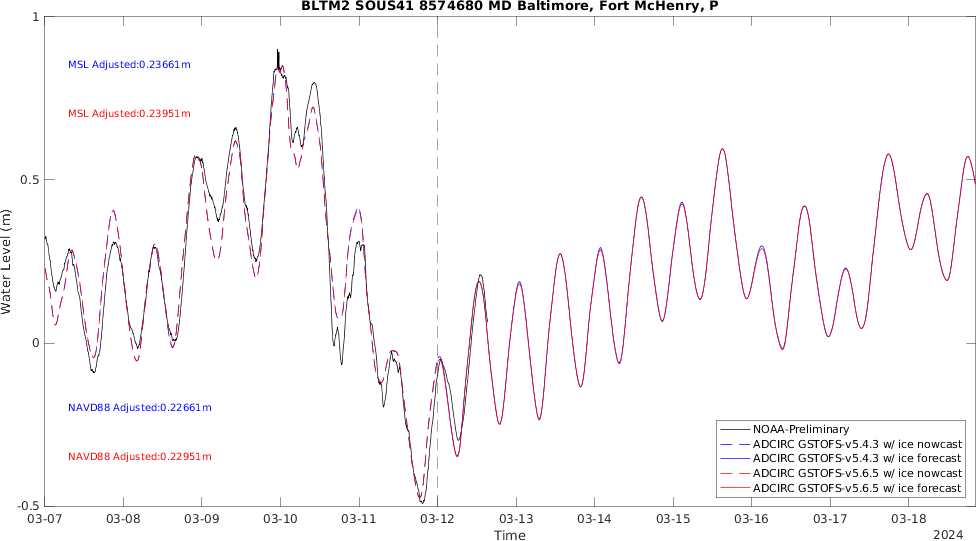 BLTM2 SOUS41 8574680 MD Baltimore, Fort McHenry, P
1
MSL Adjusted:0.23661m
MSL Adjusted:0.23951m
0.5
Water Level (m)
0
NAVD88 Adjusted:0.22661m
NAVD88 Adjusted:0.22951m
NOAA-Preliminary
ADCIRC GSTOFS-v5.4.3 w/ ice nowcast
ADCIRC GSTOFS-v5.4.3 w/ ice forecast
ADCIRC GSTOFS-v5.6.5 w/ ice nowcast
ADCIRC GSTOFS-v5.6.5 w/ ice forecast
-0.5
03-07 03-08 03-09 03-10 03-11 03-12 03-13 03-14 03-15 03-16 03-17 03-18
Time
2024